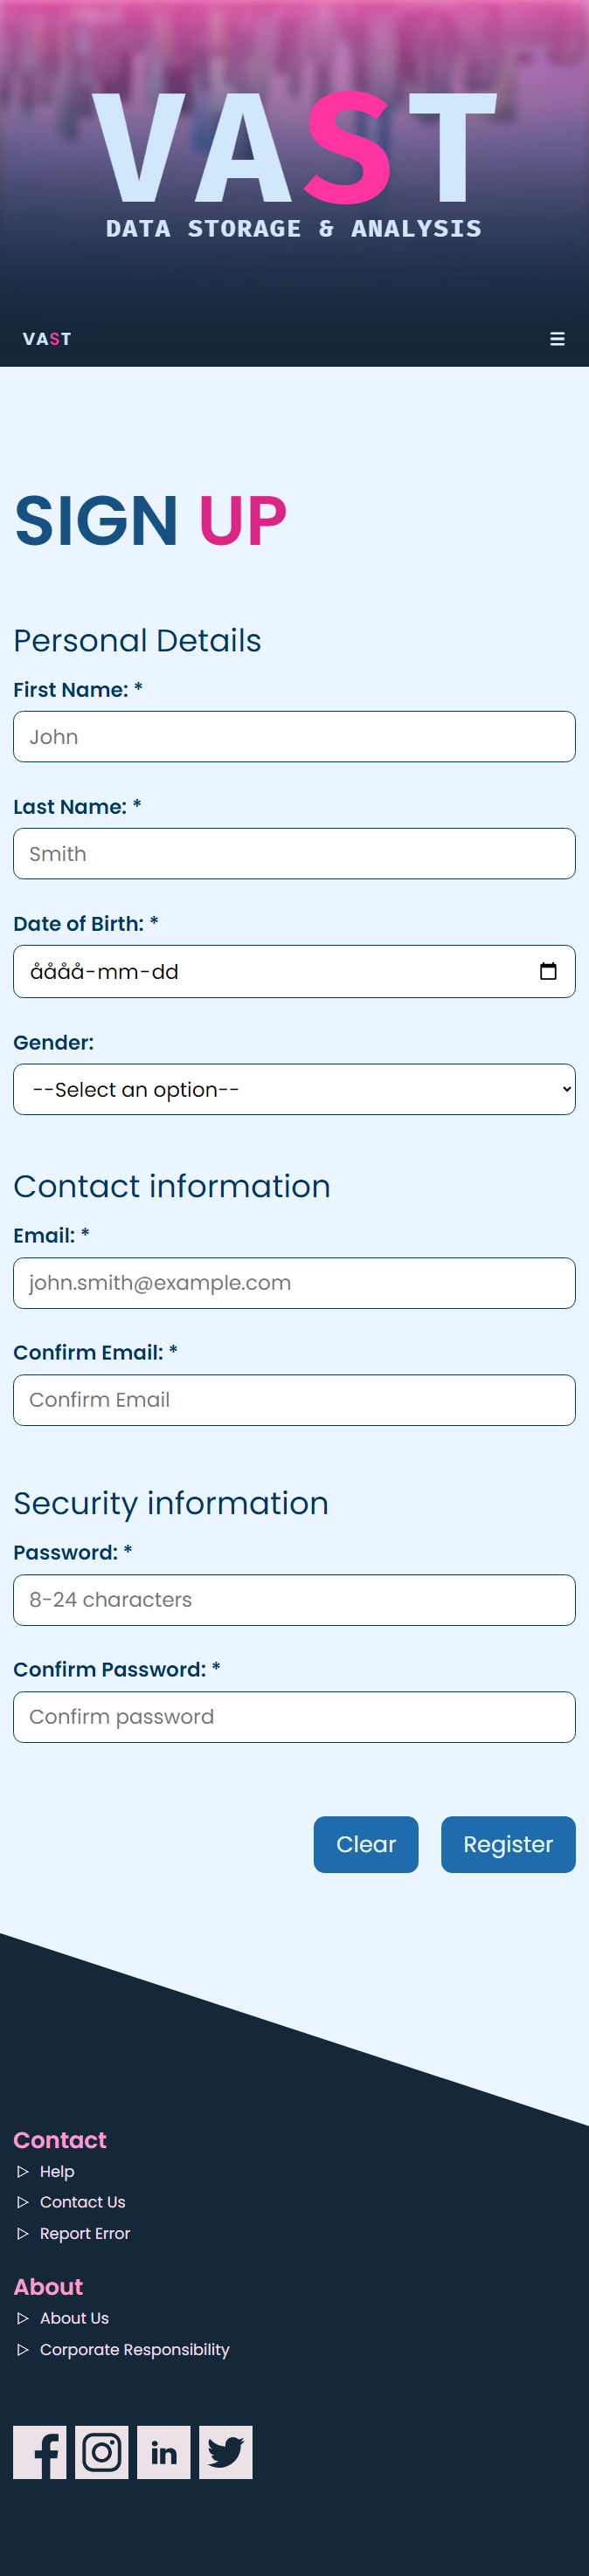 VAST
DATA STORAGE & ANALYSIS
VAST
SIGN UP
Personal Details
First Name: *
John
Last Name: *
Smith
Date of Birth: *
åååå-mm-dd
Gender:
--Select an option--
Contact information
Email: *
john.smith@example.com
Confirm Email: *
Confirm Email
Security information
Password: *
8-24 characters
Confirm Password: *
Confirm password
Clear Register
Contact
Help
Contact Us
Report Error
About
About Us
Corporate Responsibility